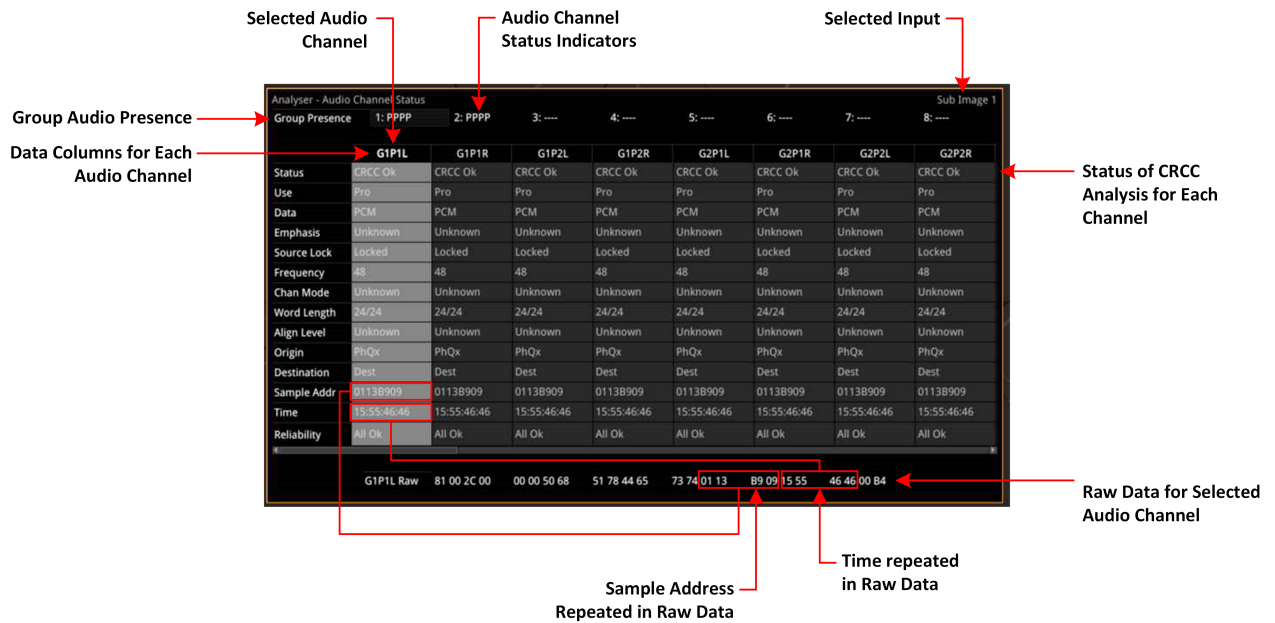 Selected Audio
Channel
Audio Channel
Status Indicators
Selected Input
Analyser - Audio Channel Status
Sub Image 1
Group Audio Presence
Group Presence 1: PPPP 2: PPPP 3: ---- 4: ---- 5: ---- 6: ---- 7: ---- 8: ----
Data Columns for Each
Audio Channel
G1P1L G1P1R G1P2L G1P2R G2P1L G2P1R G2P2L G2P2R
Status CRCC Ok CRCC Ok CRCC Ok CRCC Ok CRCC Ok CRCC Ok CRCC Ok CRCC Ok
Status of CRCC
Analysis for Each
Channel
Use Pro Pro Pro Pro Pro Pro Pro Pro
Data PCM PCM PCM PCM PCM PCM PCM PCM
Emphasis Unknown Unknown Unknown Unknown Unknown Unknown Unknown Unknown
Source Lock Locked Locked Locked Locked Locked Locked Locked Locked
Frequency 48 48 48 48 48 48 48 48
Chan Mode Unknown Unknown Unknown Unknown Unknown Unknown Unknown Unknown
Word Length 24/24 24/24 24/24 24/24 24/24 24/24 24/24 24/24
Align Level Unknown Unknown Unknown Unknown Unknown Unknown Unknown Unknown
Origin PhQx PhQx PhQx PhQx PhQx PhQx PhQx PhQx
Destination Dest Dest Dest Dest Dest Dest Dest Dest
Sample Addr 0113B909 0113B909 0113B909 0113B909 0113B909 0113B909 0113B909 0113B909
Time 15:55:46:46 15:55:46:46 15:55:46:46 15:55:46:46 15:55:46:46 15:55:46:46 15:55:46:46 15:55:46:46
Reliability All Ok All Ok All Ok All Ok All Ok All Ok All Ok All Ok
G1P1L Raw 81 00 2C 00 00 00 50 68 51 78 44 65 73 74 01 13 B9 09 15 55 46 46 00 B4
Raw Data for Selected
Audio Channel
Time repeated
in Raw Data
Sample Address
Repeated in Raw Data